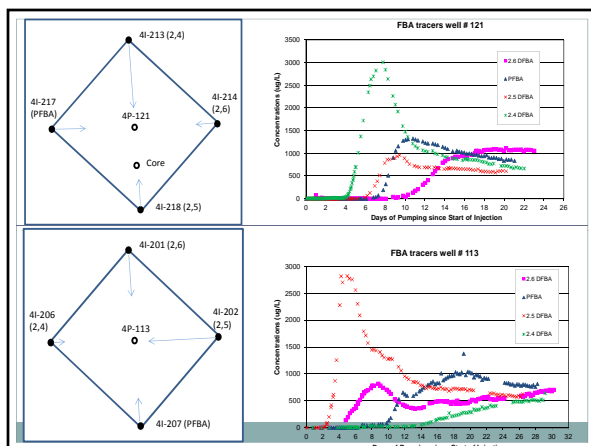 4I-213 (2,4)
4I-217
(PFBA)
4I-214
(2,6)
4P-121
Core
4I-218 (2,5)
FBA tracers well # 121
Concentrations (ug/L)
3500
3000
2500
2000
1500
1000
500
0
2.6 DFBA
PFBA
2.5 DFBA
2.4 DFBA
0 2 4 6 8 10 12 14 16 18 20 22 24 26
Days of Pumping since Start of Injection
4I-201 (2,6)
4I-206
(2,4)
4I-202
(2,5)
4P-113
4I-207 (PFBA)
FBA tracers well # 113
Concentrations (ug/L)
3000
2500
2000
1500
1000
500
0
2.6 DFBA
PFBA
2.5 DFBA
2.4 DFBA
0 2 4 6 8 10 12 14 16 18 20 22 24 26 28 30 32